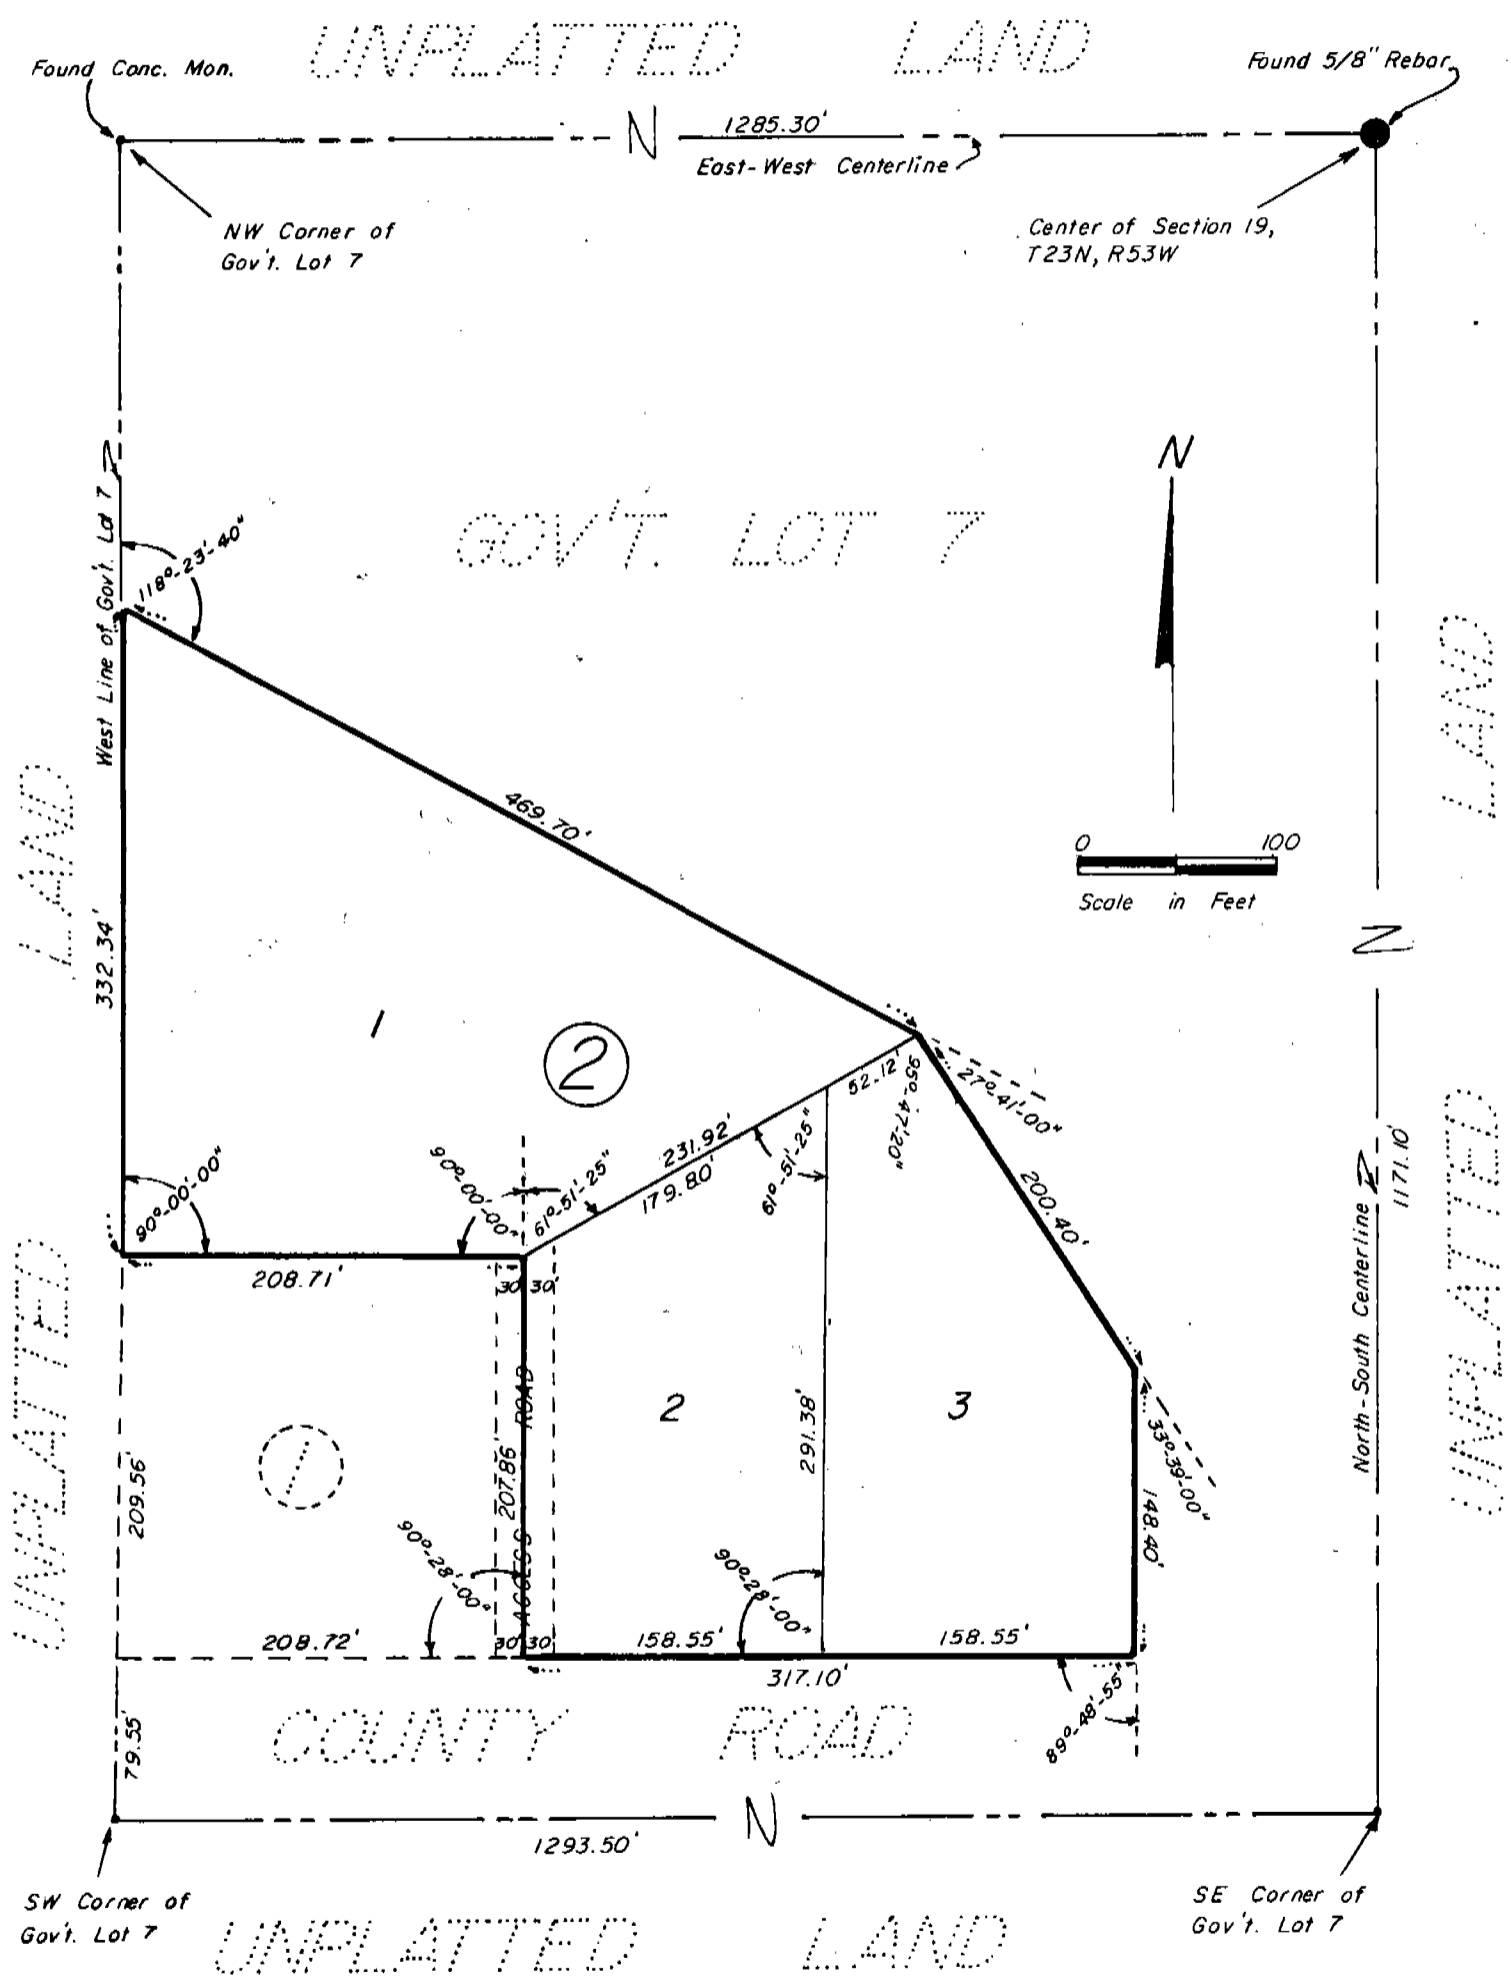 UNPLATTED LAND
Found Conc. Mon.
Found 5/8" Rebar
N
1285.30'
East-West Centerline
NW Corner of
Gov't. Lot 7
Center of Section 19,
T23N, R53W
N
West Line of Gov't. Lot 7
118°-23'-40"
GOV'T. LOT 7
UNPLATTED LAND
469.70'
0 100
Scale in Feet
332.34'
N
1
2
52.12'
95°-47'-20"
27°-41'-00"
231.92'
179.80'
61°-51'-25"
61°-51'-25"
90°-00'-00"
90°-00'-00"
200.40'
1171.10'
North-South Centerline
UNPLATTED LAND
208.71'
30' 30'
ACCESS ROAD
207.86'
2
291.38'
3
33°-39'-00"
148.40'
1
209.56'
90°-28'-00"
90°-28'-00"
208.72'
30' 30'
158.55'
158.55'
317.10'
89°-48'-55"
79.55'
COUNTY ROAD
N
1293.50'
SW Corner of
Gov't. Lot 7
SE Corner of
Gov't. Lot 7
UNPLATTED LAND